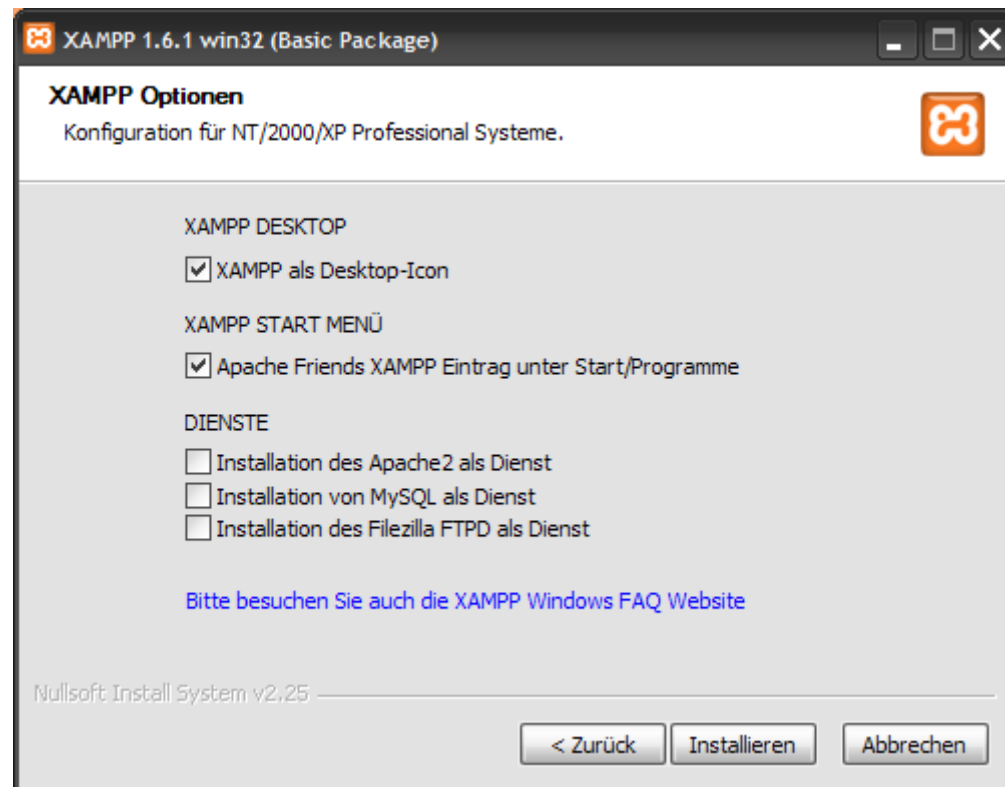 XAMPP 1.6.1 win32 (Basic Package)
XAMPP Optionen
Konfiguration für NT/2000/XP Professional Systeme.
XAMPP DESKTOP
XAMPP als Desktop-Icon
XAMPP START MENÜ
Apache Friends XAMPP Eintrag unter Start/Programme
DIENSTE
Installation des Apache2 als Dienst
Installation von MySQL als Dienst
Installation des Filezilla FTPD als Dienst
Bitte besuchen Sie auch die XAMPP Windows FAQ Website
Nullsoft Install System v2.25
< Zurück Installieren Abbrechen